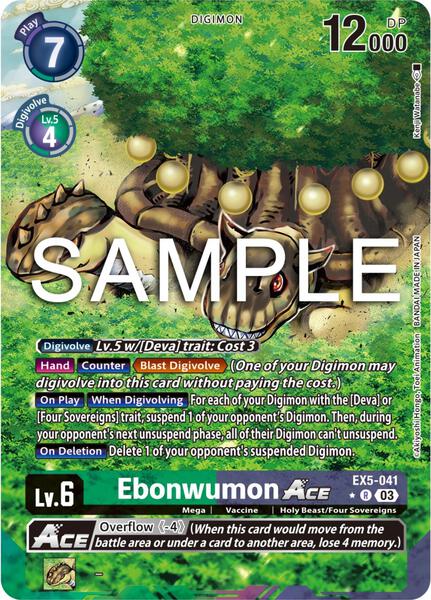 Play
7
DIGIMON
DP
12000
Digivolve
Lv.5
4
Kenji Watanabe
SAMPLE
Digivolve Lv.5 w/[Deva] trait: Cost 3
Hand Counter Blast Digivolve (One of your Digimon may
digivolve into this card without paying the cost.)
On Play When Digivolving For each of your Digimon with the [Deva] or
[Four Sovereigns] trait, suspend 1 of your opponent's Digimon. Then, during
your opponent's next unsuspend phase, all of their Digimon can't unsuspend.
On Deletion Delete 1 of your opponent's suspended Digimon.
©Akiyoshi Hongo, Toei Animation BANDAI MADE IN JAPAN
Lv.6
Ebonwumon ACE
EX5-041
R 03
Mega | Vaccine | Holy Beast/Four Sovereigns
ACE Overflow《-4》(When this card would move from the
battle area or under a card to another area, lose 4 memory.)
-